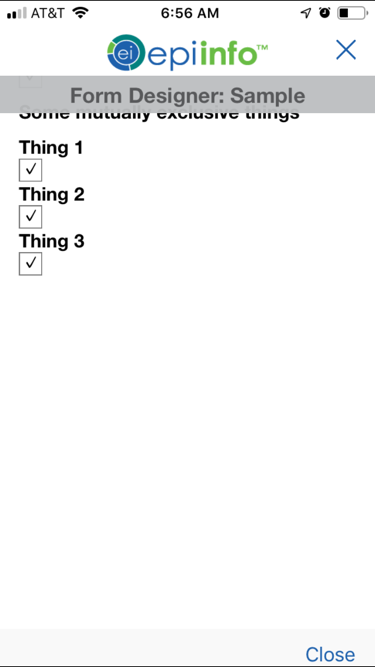 AT&T 6:56 AM
ei epiinfo™
Form Designer: Sample
Some mutually exclusive things
Thing 1
Thing 2
Thing 3
Close